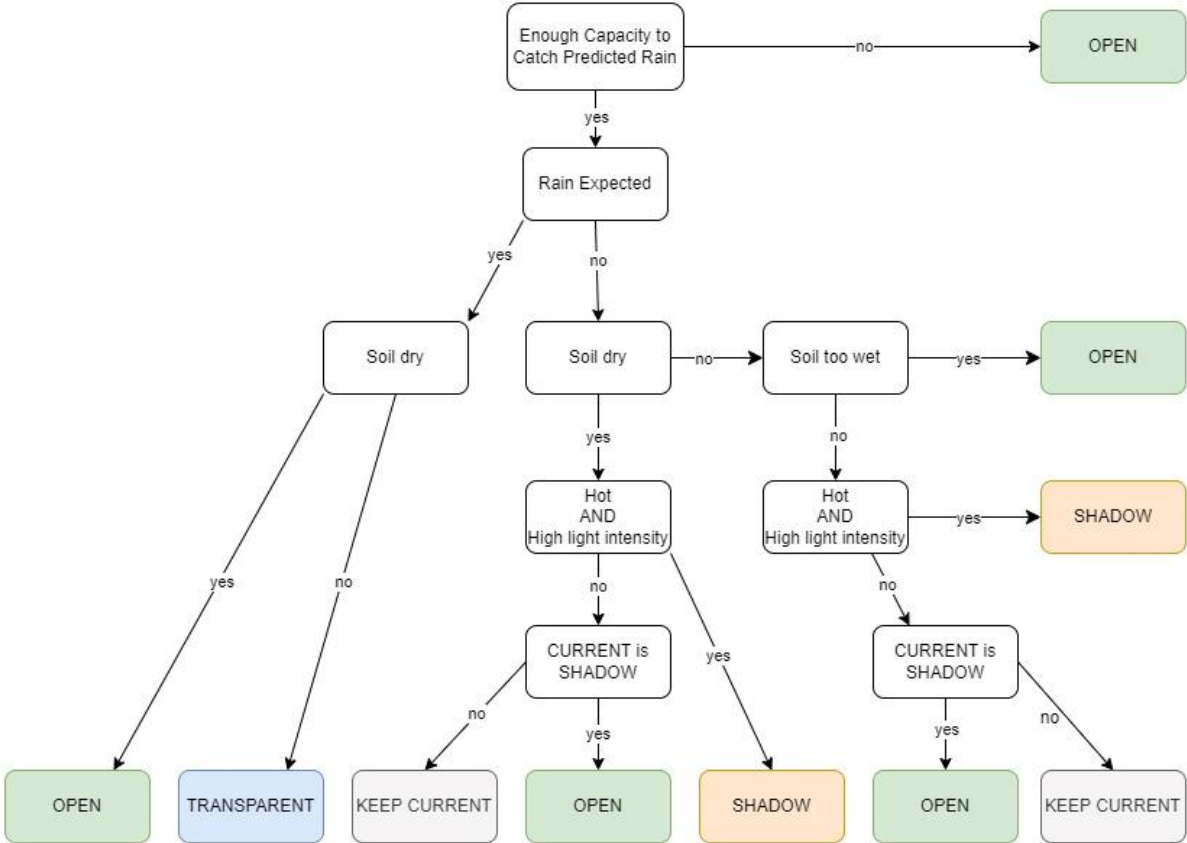 Enough Capacity to
Catch Predicted Rain
no
OPEN
yes
Rain Expected
yes
no
Soil dry
Soil dry
no
Soil too wet
yes
OPEN
yes
no
Hot
AND
High light intensity
Hot
AND
High light intensity
yes
SHADOW
yes
no
no
no
CURRENT is
SHADOW
yes
CURRENT is
SHADOW
no
yes
yes
no
OPEN
TRANSPARENT
KEEP CURRENT
OPEN
SHADOW
OPEN
KEEP CURRENT